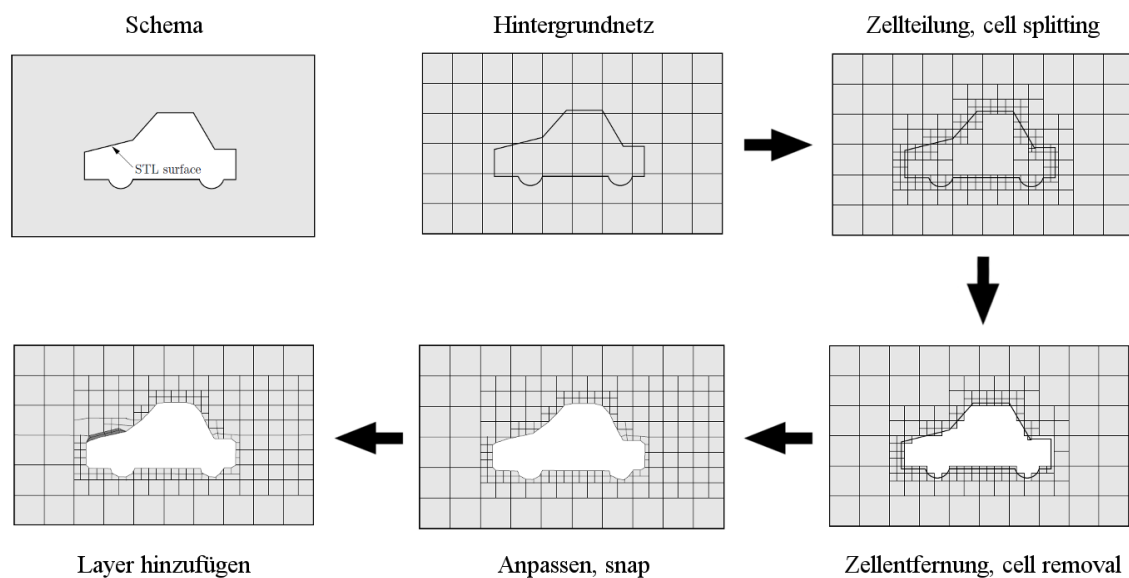 Schema
Hintergrundnetz
Zellteilung, cell splitting
STL surface
Layer hinzufügen
Anpassen, snap
Zellentfernung, cell removal